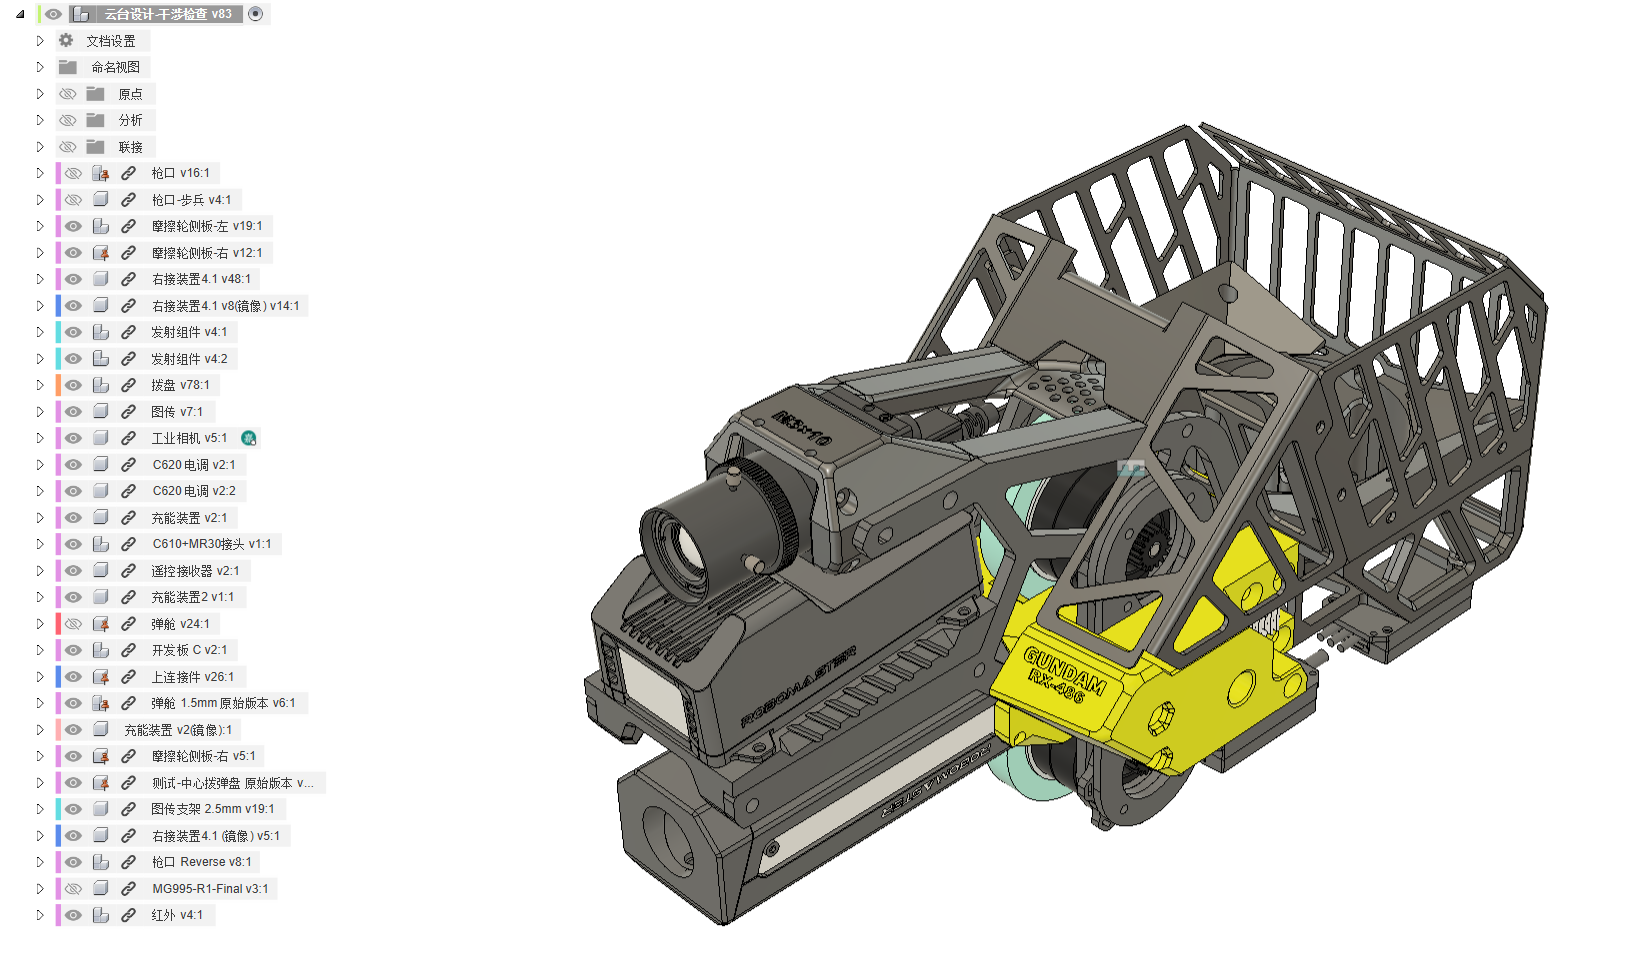 云台设计-干涉检查 v83
文档设置
命名视图
原点
分析
联接
枪口 v16:1
枪口-步兵 v4:1
摩擦轮侧板-左 v19:1
摩擦轮侧板-右 v12:1
右接装置4.1 v48:1
右接装置4.1 v8(镜像) v14:1
发射组件 v4:1
发射组件 v4:2
拨盘 v78:1
图传 v7:1
工业相机 v5:1
C620电调 v2:1
C620电调 v2:2
充能装置 v2:1
C610+MR30接头 v1:1
遥控接收器 v2:1
充能装置2 v1:1
弹舱 v24:1
开发板 C v2:1
上连接件 v26:1
弹舱 1.5mm原始版本 v6:1
充能装置 v2(镜像):1
摩擦轮侧板-右 v5:1
测试-中心拨弹盘 原始版本 v...
图传支架 2.5mm v19:1
右接装置4.1 (镜像) v5:1
枪口 Reverse v8:1
MG995-R1-Final v3:1
红外 v4:1
M3x10
ROBOMASTER
GUNDAM
RX-486
ROBOMASTER